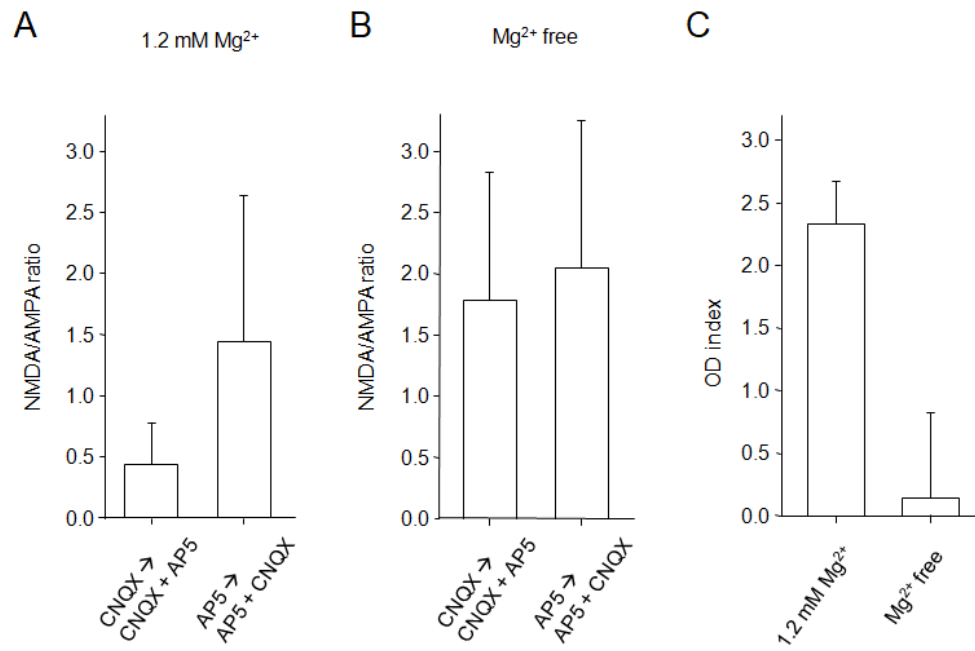 A
1.2 mM Mg²⁺
NMDA/AMPA ratio
3.0
2.5
2.0
1.5
1.0
0.5
0.0
CNQX →
CNQX + AP5
AP5 →
AP5 + CNQX
B
Mg²⁺ free
NMDA/AMPA ratio
3.0
2.5
2.0
1.5
1.0
0.5
0.0
CNQX →
CNQX + AP5
AP5 →
AP5 + CNQX
C
OD index
3.0
2.5
2.0
1.5
1.0
0.5
0.0
1.2 mM Mg²⁺
Mg²⁺ free